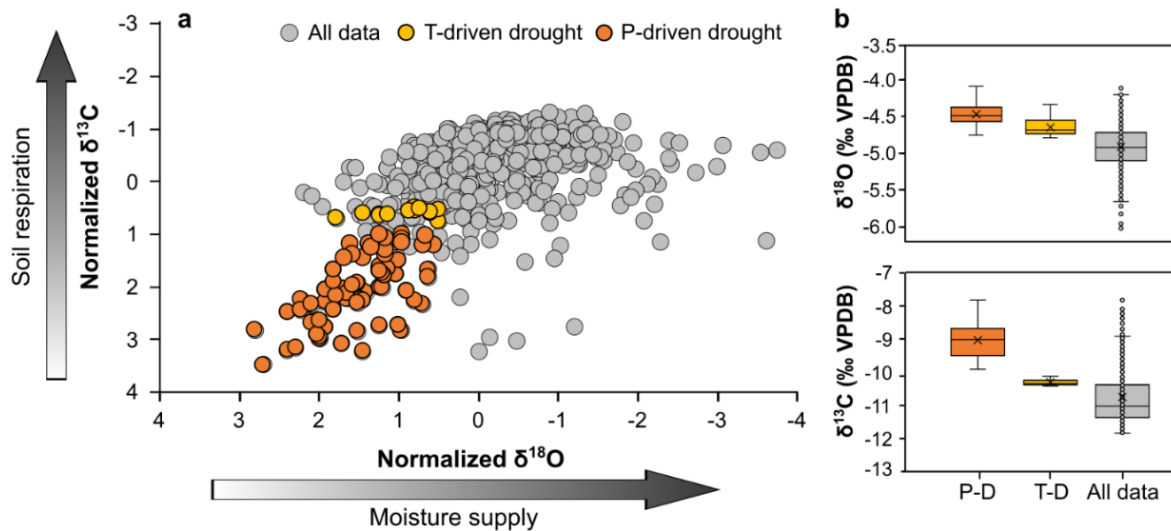 a
All data T-driven drought P-driven drought
Soil respiration
Normalized δ13C
-3
-2
-1
0
1
2
3
4
4 3 2 1 0 -1 -2 -3 -4
Normalized δ18O
Moisture supply
b
δ18O (‰ VPDB)
-3.5
-4.0
-4.5
-5.0
-5.5
-6.0
δ13C (‰ VPDB)
-7
-8
-9
-10
-11
-12
-13
P-D T-D All data